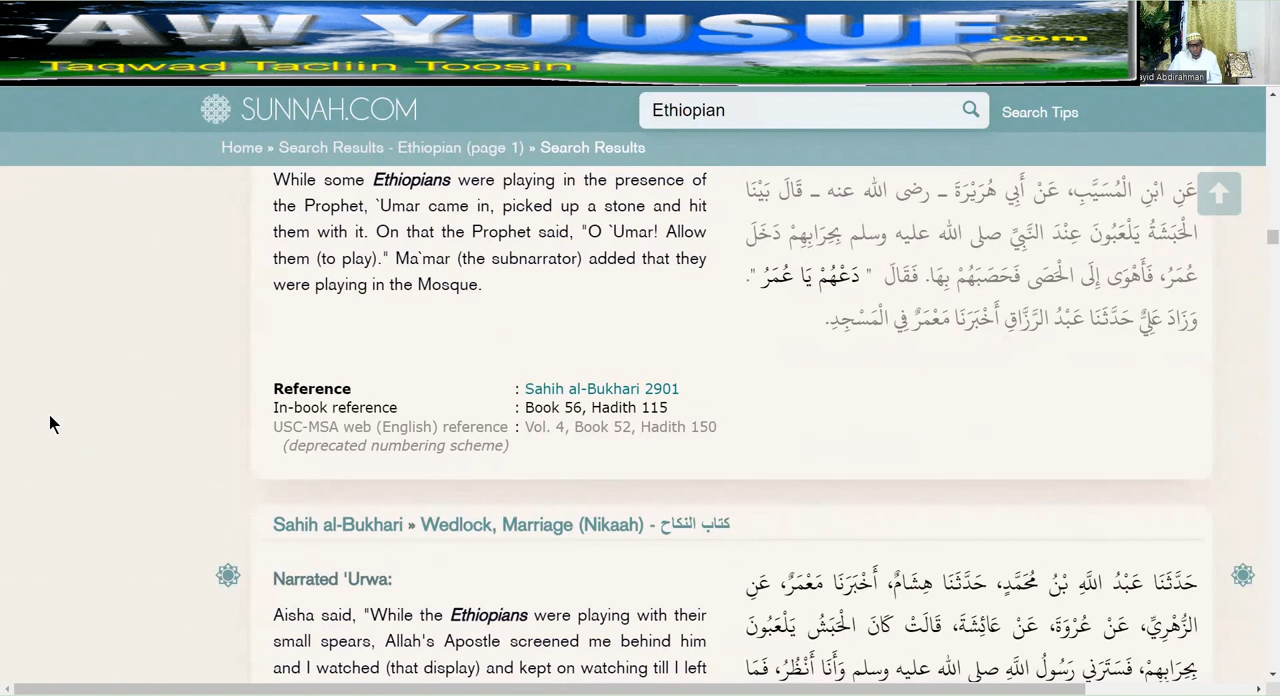 AW YUUSUF.com
Taqwad Tacliin Toosin
ayid Abdirahman
SUNNAH.COM
Ethiopian
Search Tips
Home » Search Results - Ethiopian (page 1) » Search Results
While some Ethiopians were playing in the presence of
the Prophet, `Umar came in, picked up a stone and hit
them with it. On that the Prophet said, "O `Umar! Allow
them (to play)." Ma`mar (the subnarrator) added that they
were playing in the Mosque.
عَنِ ابْنِ الْمُسَيَّبِ، عَنْ أَبِي هُرَيْرَةَ ـ رضى الله عنه ـ قَالَ بَيْنَا
الْحَبَشَةُ يَلْعَبُونَ عِنْدَ النَّبِيِّ صلى الله عليه وسلم بِحِرَابِهِمْ دَخَلَ
عُمَرُ، فَأَهْوَى إِلَى الْحَصَى فَحَصَبَهُمْ بِهَا. فَقَالَ " دَعْهُمْ يَا عُمَرُ ".
وَزَادَ عَلِيٌّ حَدَّثَنَا عَبْدُ الرَّزَّاقِ أَخْبَرَنَا مَعْمَرٌ فِي الْمَسْجِدِ.
Reference : Sahih al-Bukhari 2901
In-book reference : Book 56, Hadith 115
USC-MSA web (English) reference : Vol. 4, Book 52, Hadith 150
(deprecated numbering scheme)
Sahih al-Bukhari » Wedlock, Marriage (Nikaah) - كتاب النكاح
Narrated 'Urwa:
Aisha said, "While the Ethiopians were playing with their
small spears, Allah's Apostle screened me behind him
and I watched (that display) and kept on watching till I left
حَدَّثَنَا عَبْدُ اللَّهِ بْنُ مُحَمَّدٍ، حَدَّثَنَا هِشَامٌ، أَخْبَرَنَا مَعْمَرٌ، عَنِ
الزُّهْرِيِّ، عَنْ عُرْوَةَ، عَنْ عَائِشَةَ، قَالَتْ كَانَ الْحَبَشُ يَلْعَبُونَ
بِحِرَابِهِمْ، فَسَتَرَنِي رَسُولُ اللَّهِ صلى الله عليه وسلم وَأَنَا أَنْظُرُ، فَمَا